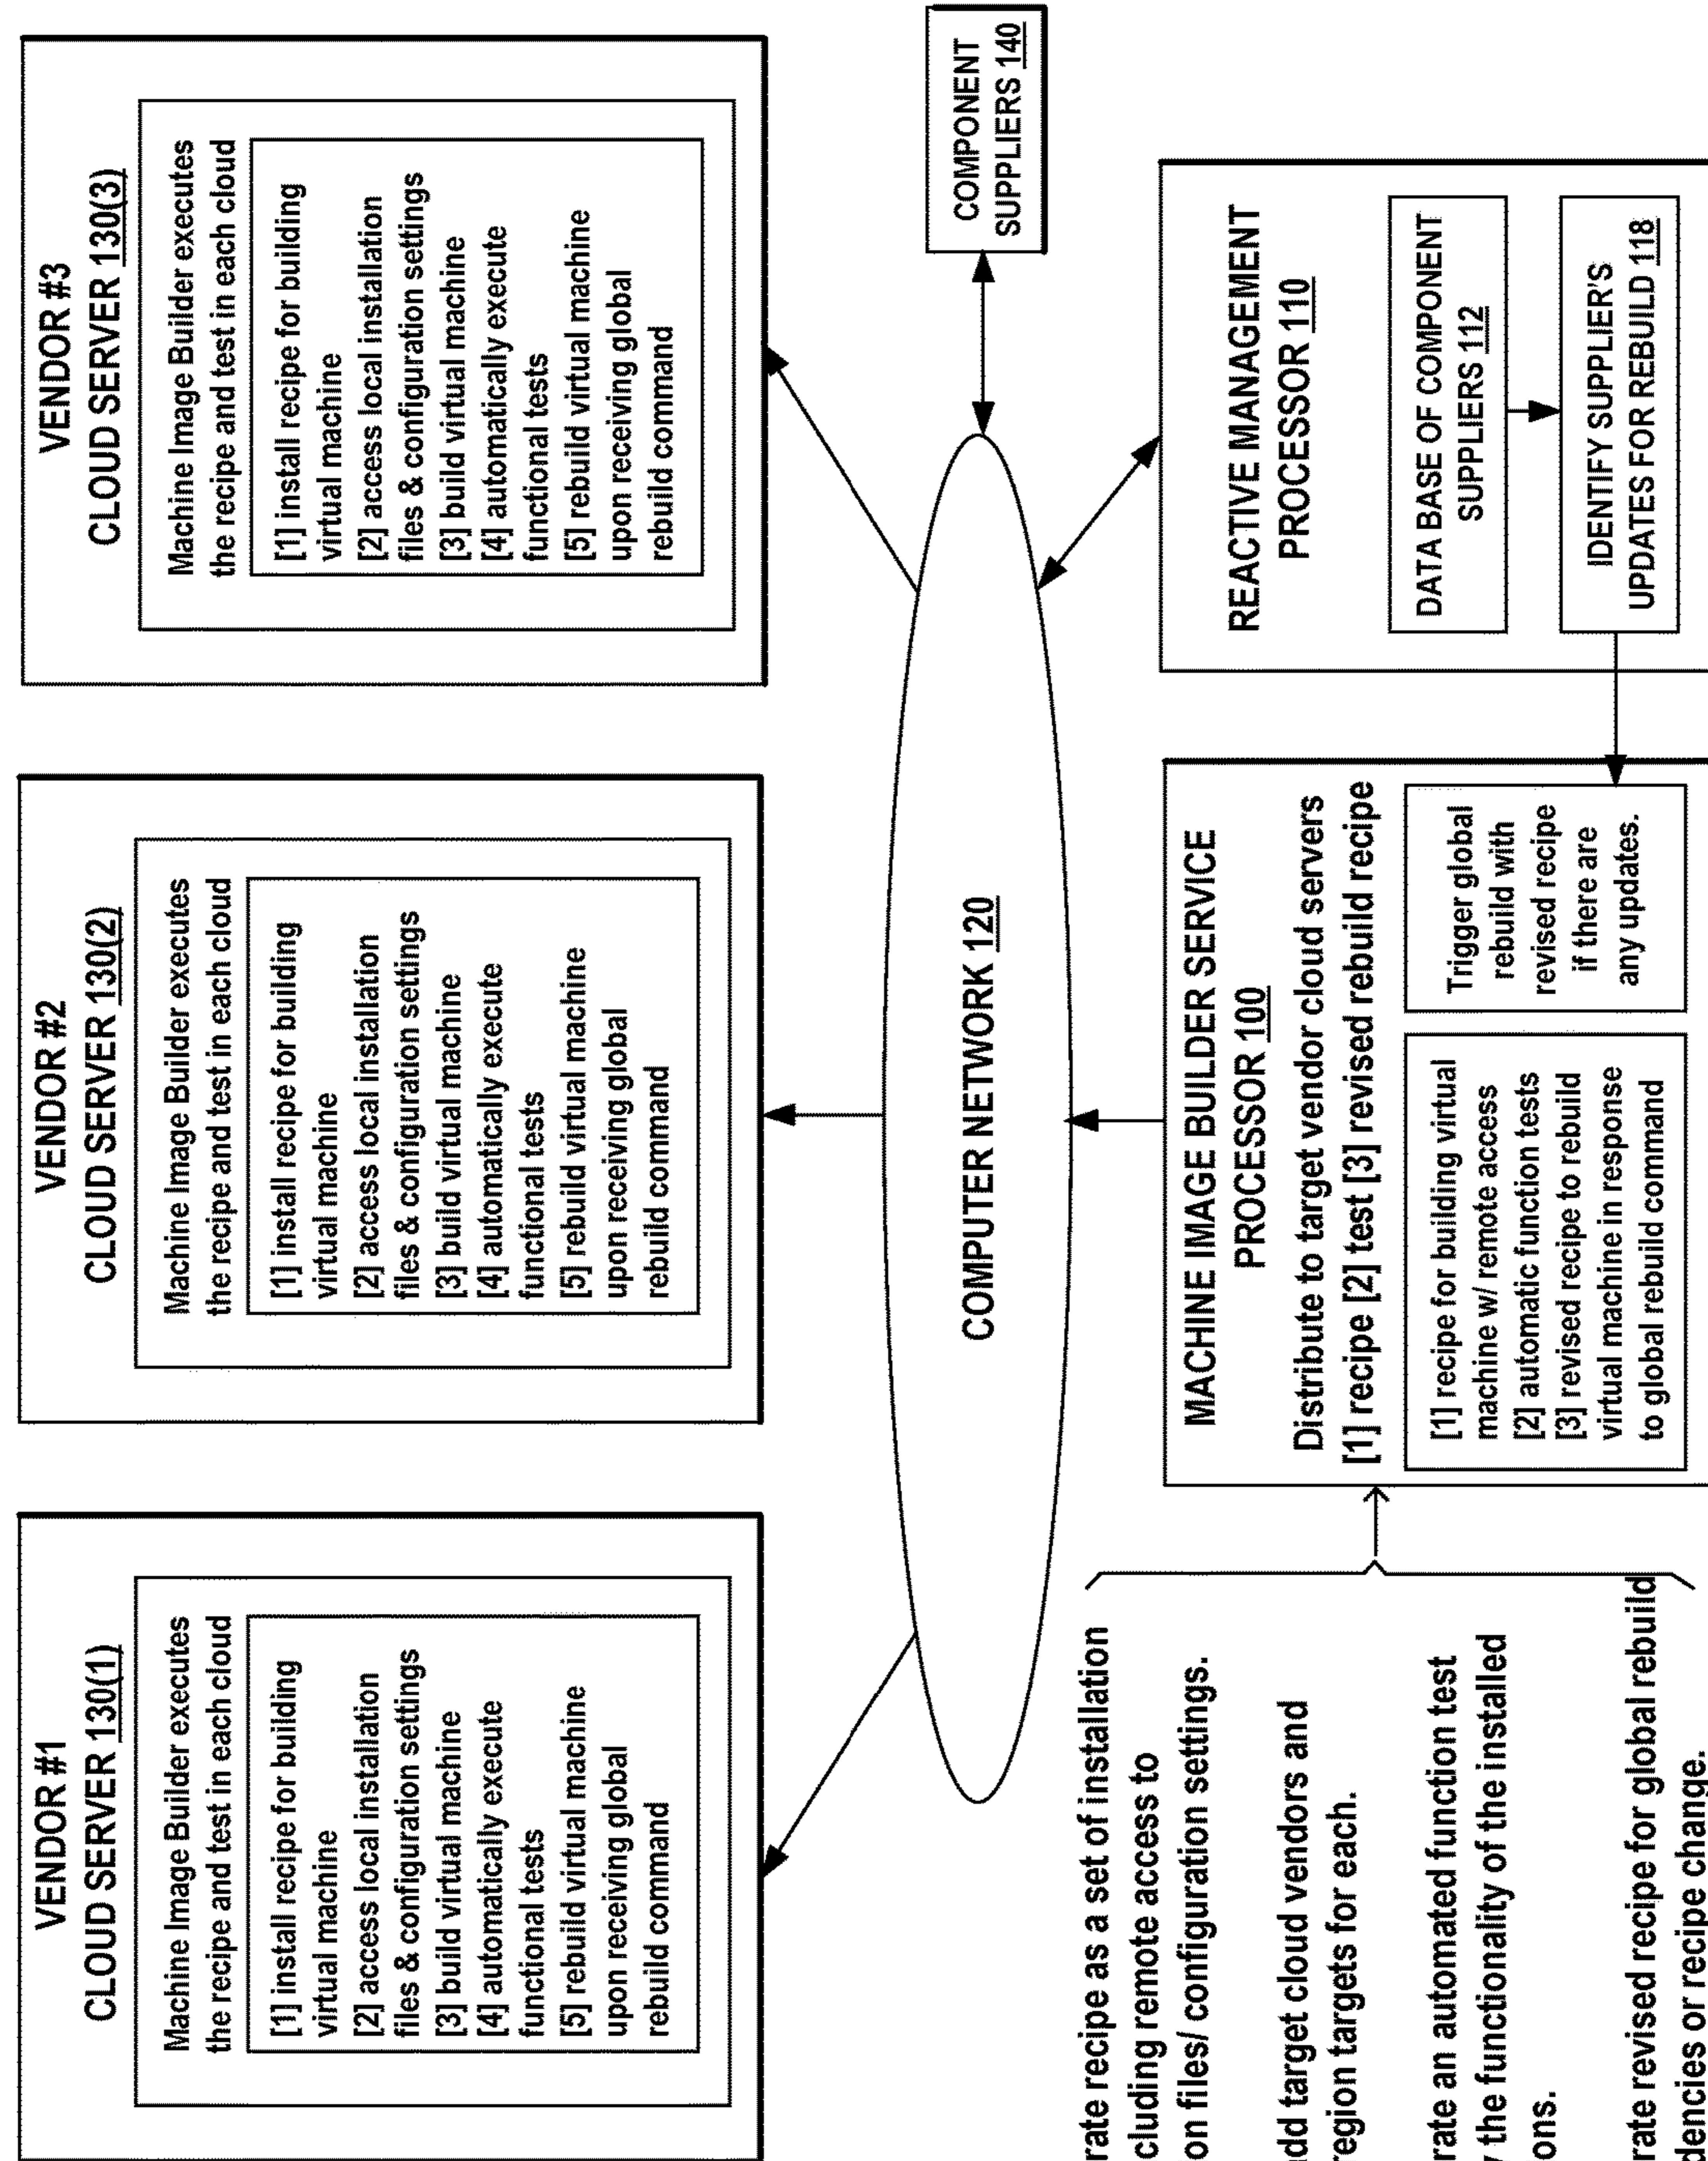 VENDOR #1
CLOUD SERVER 130(1)
Machine Image Builder executes
the recipe and test in each cloud
[1] install recipe for building
virtual machine
[2] access local installation
files & configuration settings
[3] build virtual machine
[4] automatically execute
functional tests
[5] rebuild virtual machine
upon receiving global
rebuild command
VENDOR #2
CLOUD SERVER 130(2)
Machine Image Builder executes
the recipe and test in each cloud
[1] install recipe for building
virtual machine
[2] access local installation
files & configuration settings
[3] build virtual machine
[4] automatically execute
functional tests
[5] rebuild virtual machine
upon receiving global
rebuild command
VENDOR #3
CLOUD SERVER 130(3)
Machine Image Builder executes
the recipe and test in each cloud
[1] install recipe for building
virtual machine
[2] access local installation
files & configuration settings
[3] build virtual machine
[4] automatically execute
functional tests
[5] rebuild virtual machine
upon receiving global
rebuild command
COMPUTER NETWORK 120
COMPONENT
SUPPLIERS 140
recipe as a set of installation
remote access to
files/ configuration settings.
target cloud vendors and
targets for each.
an automated function test
the functionality of the installed
revised recipe for global rebuild
or recipe change.
MACHINE IMAGE BUILDER SERVICE
PROCESSOR 100
Distribute to target vendor cloud servers
[1] recipe [2] test [3] revised rebuild recipe
[1] recipe for building virtual
machine w/ remote access
[2] automatic function tests
[3] revised recipe to rebuild
virtual machine in response
to global rebuild command
Trigger global
rebuild with
revised recipe
if there are
any updates.
REACTIVE MANAGEMENT
PROCESSOR 110
DATA BASE OF COMPONENT
SUPPLIERS 112
IDENTIFY SUPPLIER'S
UPDATES FOR REBUILD 118